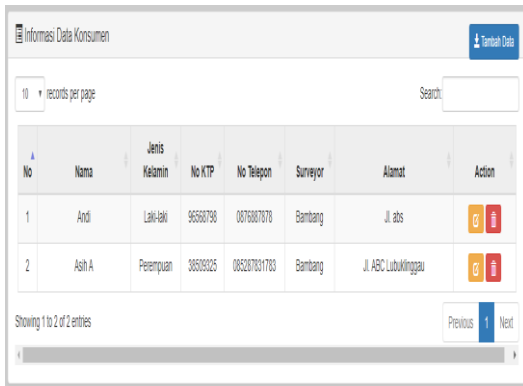 Informasi Data Konsumen
Tambah Data
10 records per page
Search:
No Nama Jenis Kelamin No KTP No Telepon Surveyor Alamat Action
1 Andi Laki-laki 96568798 0876887878 Bambang Jl. abs
2 Asih A Perempuan 38509325 085267831783 Bambang Jl. ABC Lubuklinggau
Showing 1 to 2 of 2 entries
Previous 1 Next